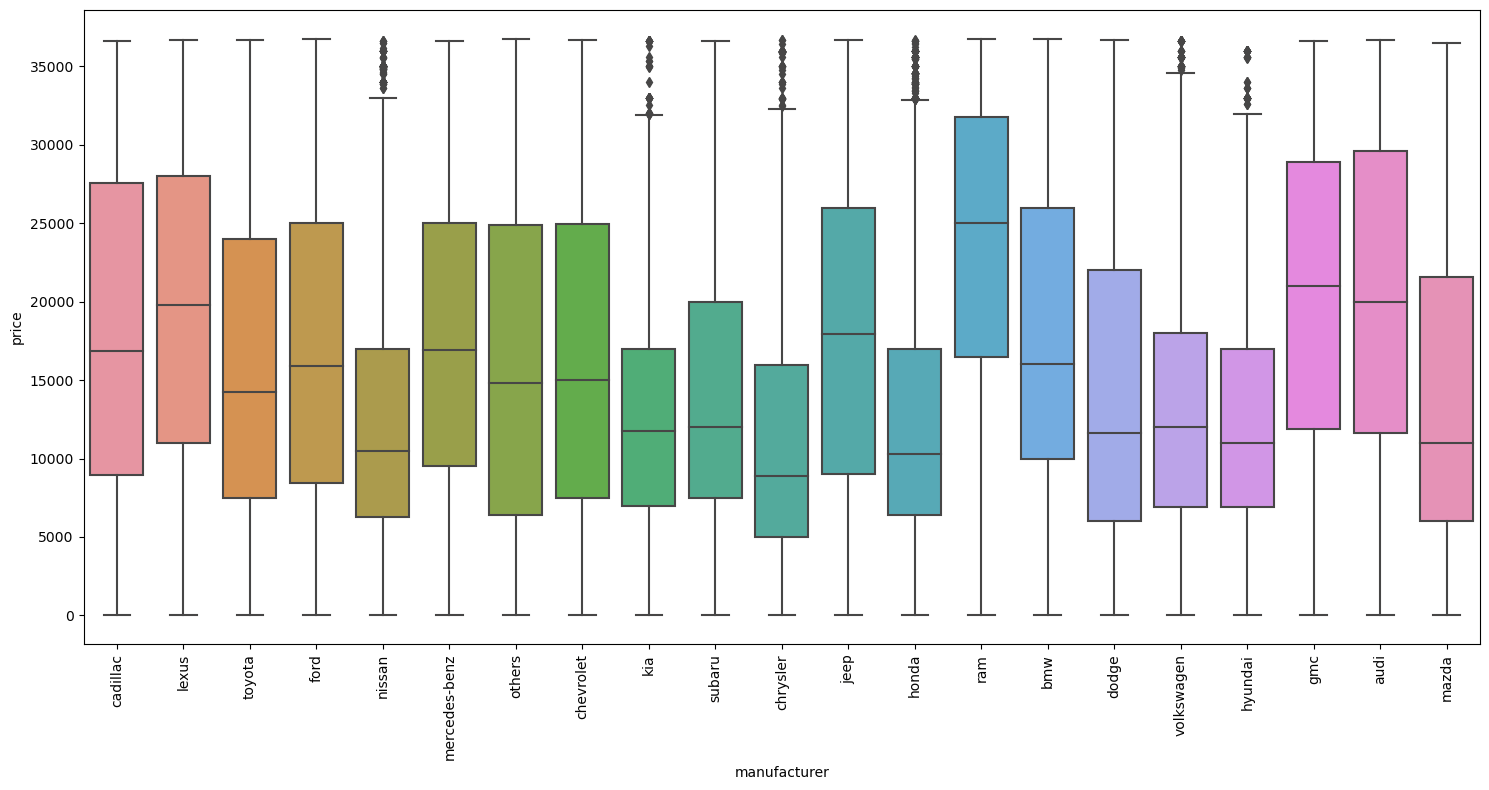 price
35000
30000
25000
20000
15000
10000
5000
0
cadillac
lexus
toyota
ford
nissan
mercedes-benz
others
chevrolet
kia
subaru
chrysler
jeep
honda
ram
bmw
dodge
volkswagen
hyundai
gmc
audi
mazda
manufacturer